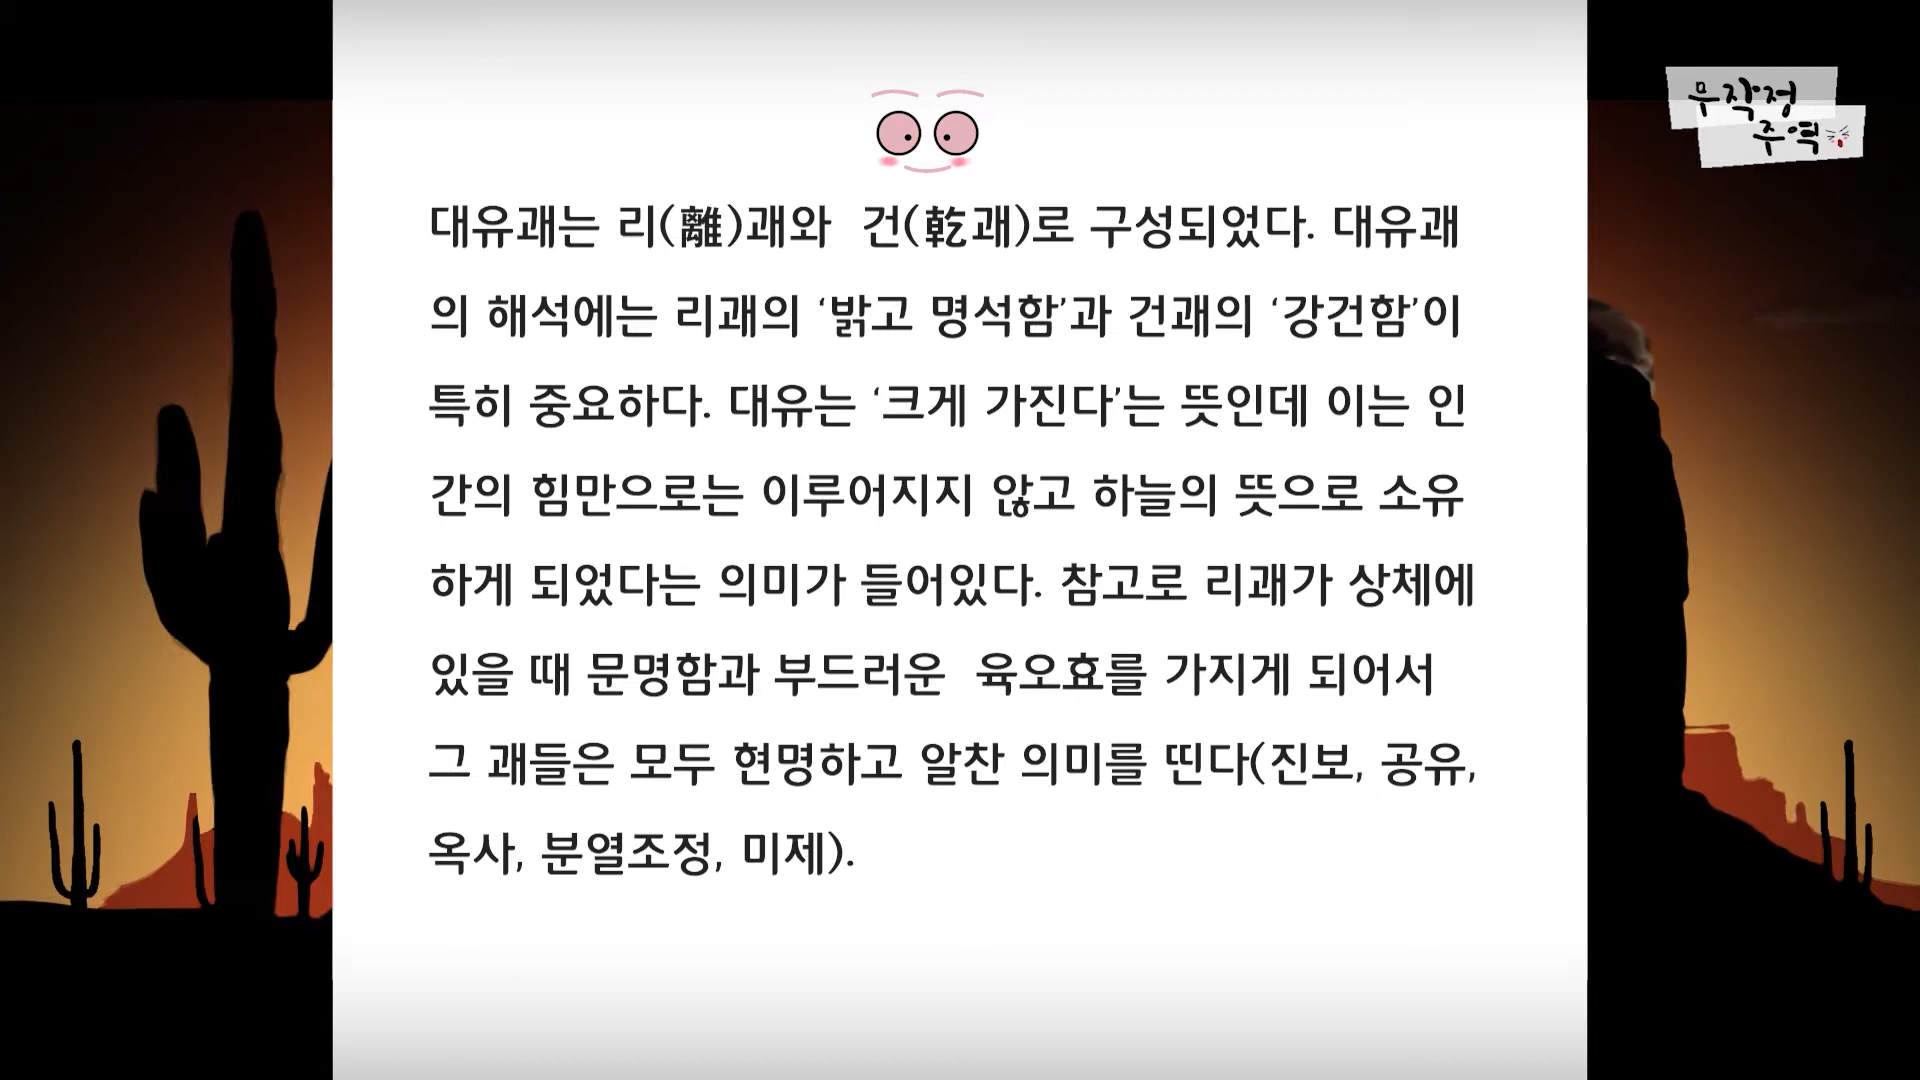 무작정
주역
대유괘는 리(離)괘와 건(乾괘)로 구성되었다. 대유괘
의 해석에는 리괘의 ‘밝고 명석함’과 건괘의 ‘강건함’이
특히 중요하다. 대유는 ‘크게 가진다’는 뜻인데 이는 인
간의 힘만으로는 이루어지지 않고 하늘의 뜻으로 소유
하게 되었다는 의미가 들어있다. 참고로 리괘가 상체에
있을 때 문명함과 부드러운 육오효를 가지게 되어서
그 괘들은 모두 현명하고 알찬 의미를 띤다(진보, 공유,
옥사, 분열조정, 미제).